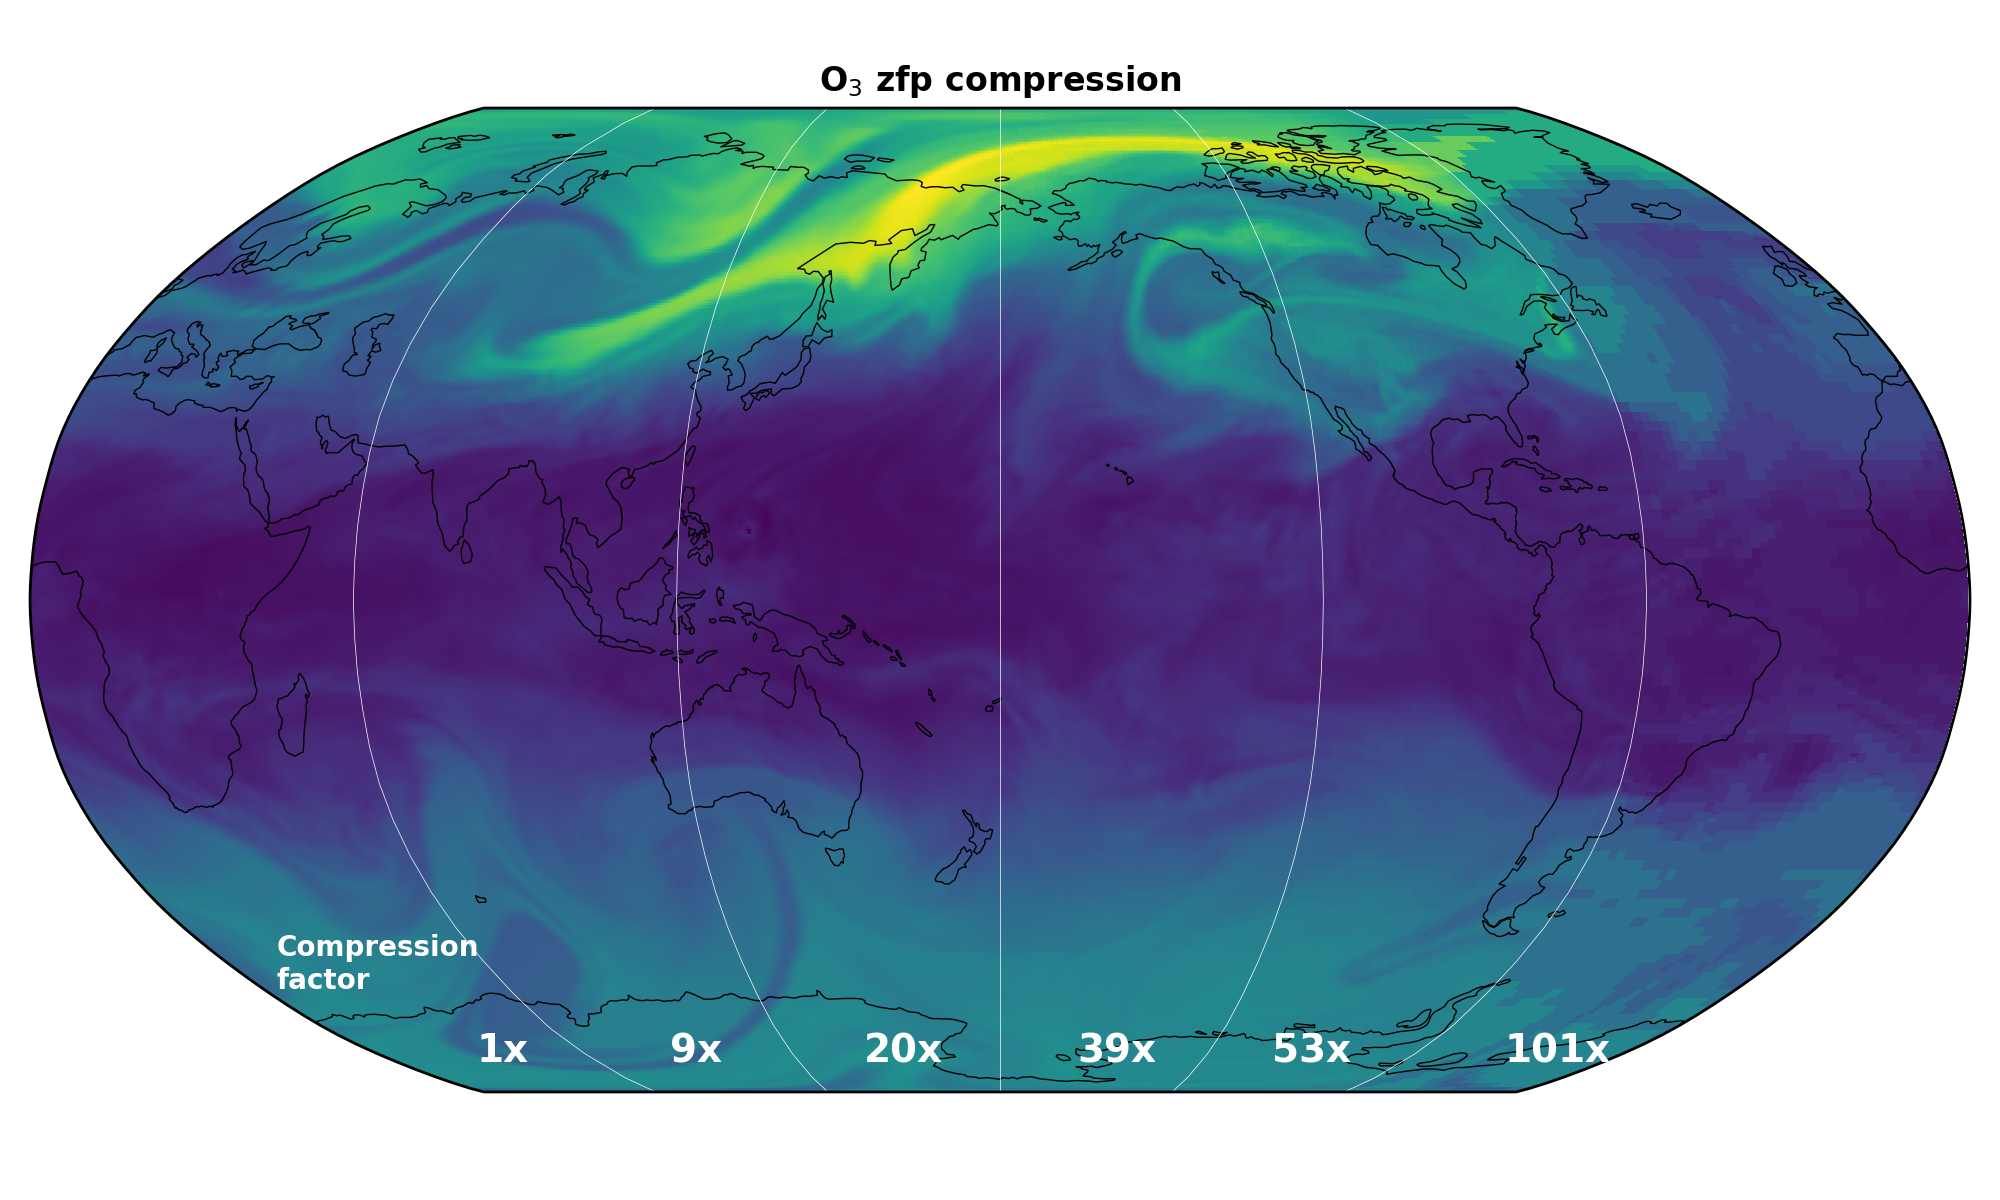 O₃ zfp compression
Compression
factor
1x 9x 20x 39x 53x 101x